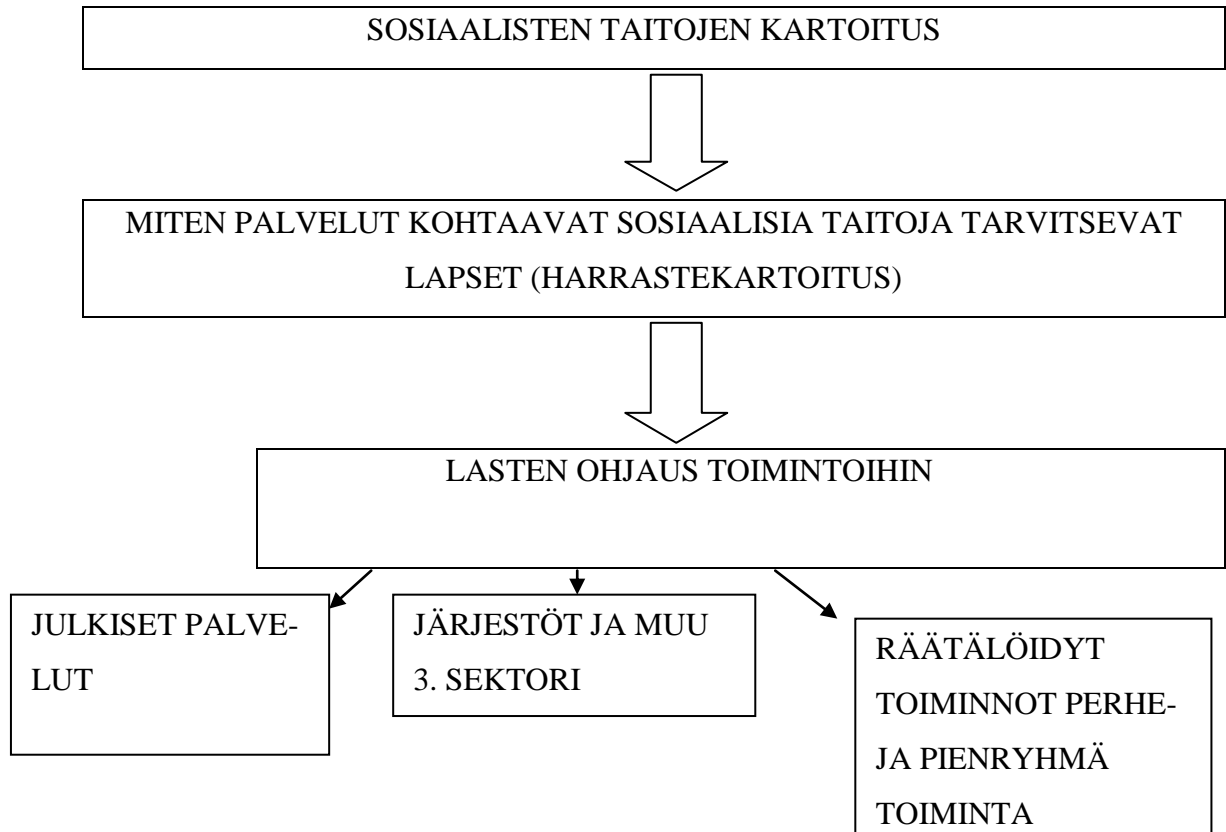 SOSIAALISTEN TAITOJEN KARTOITUS
MITEN PALVELUT KOHTAAVAT SOSIAALISIA TAITOJA TARVITSEVAT
LAPSET (HARRASTEKARTOITUS)
LASTEN OHJAUS TOIMINTOIHIN
JULKISET PALVE-
LUT
JÄRJESTÖT JA MUU
3. SEKTORI
RÄÄTÄLÖIDYT
TOIMINNOT PERHE-
JA PIENRYHMÄ
TOIMINTA